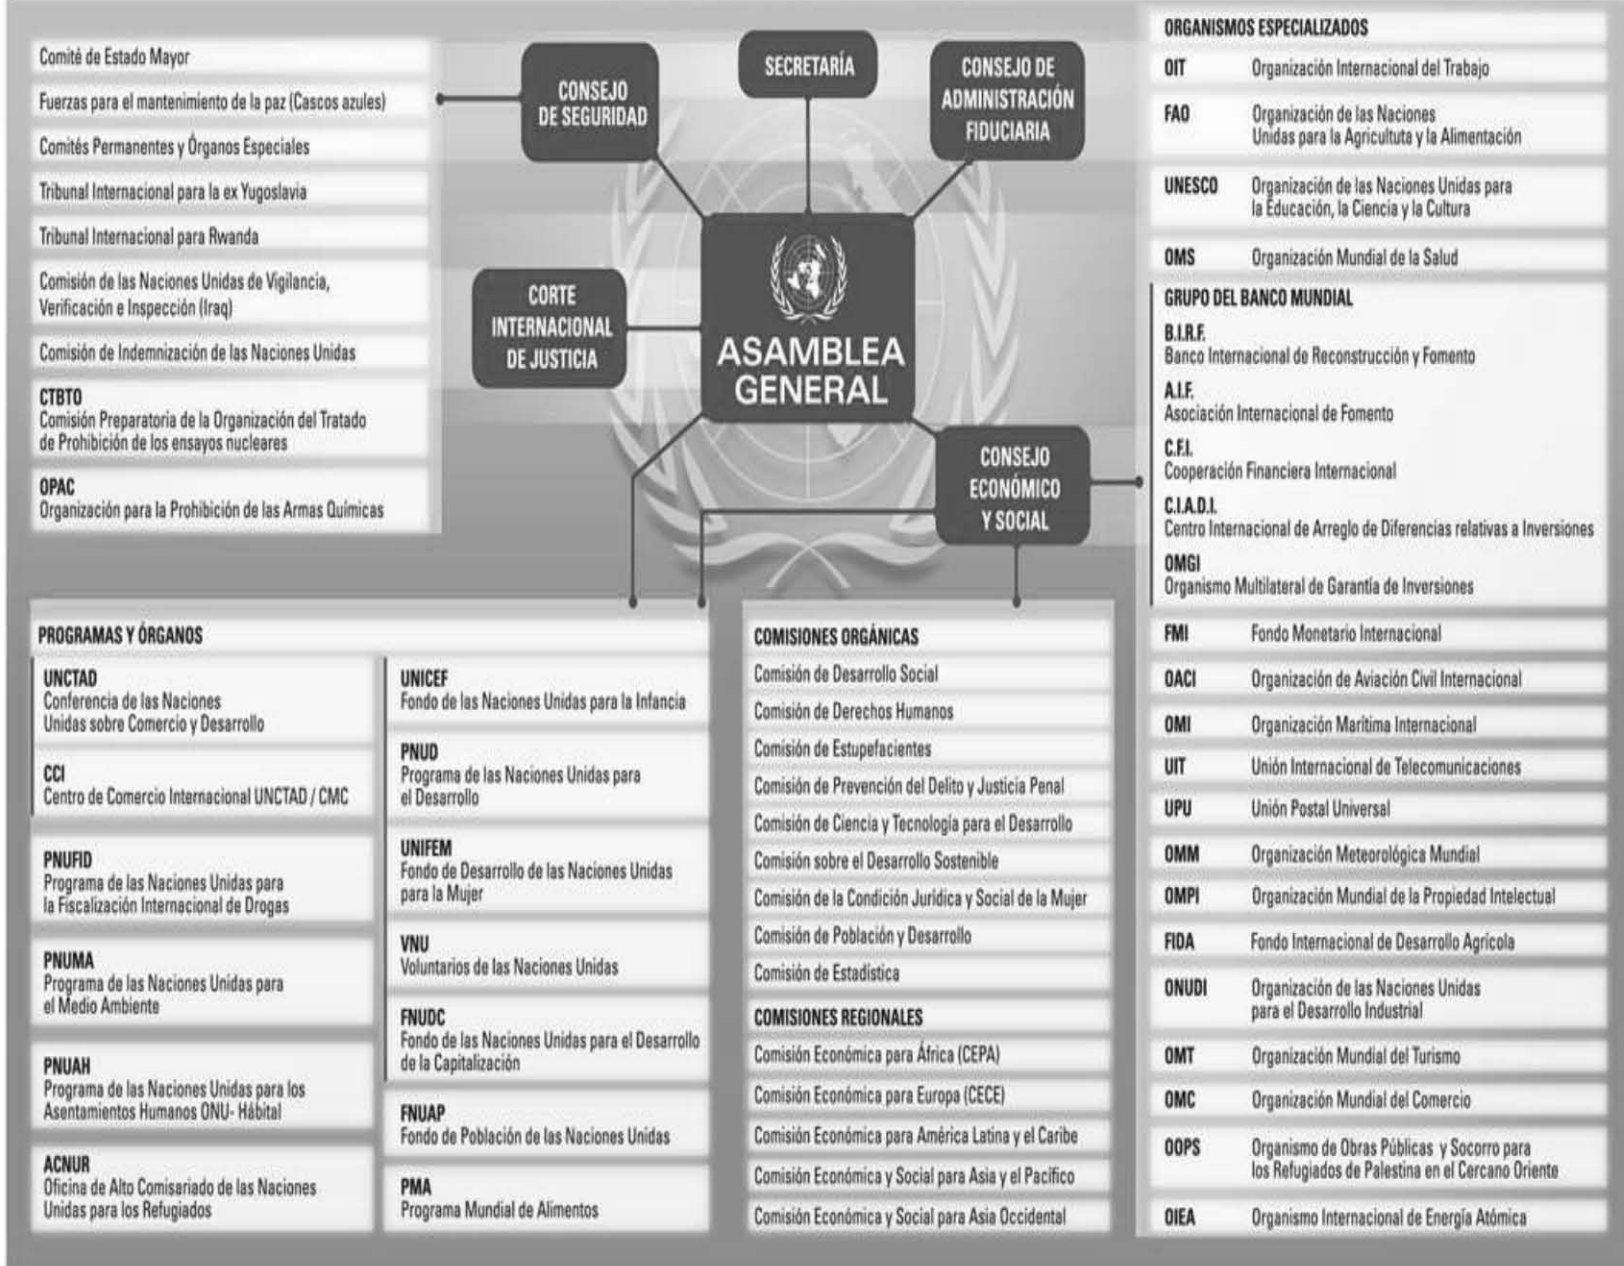 Comité de Estado Mayor
Fuerzas para el mantenimiento de la paz (Cascos azules)
Comités Permanentes y Órganos Especiales
Tribunal Internacional para la ex Yugoslavia
Tribunal Internacional para Rwanda
Comisión de las Naciones Unidas de Vigilancia,
Verificación e Inspección (Iraq)
Comisión de Indemnización de las Naciones Unidas
CTBTO
Comisión Preparatoria de la Organización del Tratado
de Prohibición de los ensayos nucleares
OPAC
Organización para la Prohibición de las Armas Químicas
CONSEJO
DE SEGURIDAD
SECRETARÍA
CONSEJO DE
ADMINISTRACIÓN
FIDUCIARIA
CORTE
INTERNACIONAL
DE JUSTICIA
ASAMBLEA
GENERAL
CONSEJO
ECONÓMICO
Y SOCIAL
PROGRAMAS Y ÓRGANOS
UNCTAD
Conferencia de las Naciones
Unidas sobre Comercio y Desarrollo
CCI
Centro de Comercio Internacional UNCTAD / CMC
PNUFID
Programa de las Naciones Unidas para
la Fiscalización Internacional de Drogas
PNUMA
Programa de las Naciones Unidas para
el Medio Ambiente
PNUAH
Programa de las Naciones Unidas para los
Asentamientos Humanos ONU- Hábital
ACNUR
Oficina de Alto Comisariado de las Naciones
Unidas para los Refugiados
UNICEF
Fondo de las Naciones Unidas para la Infancia
PNUD
Programa de las Naciones Unidas para
el Desarrollo
UNIFEM
Fondo de Desarrollo de las Naciones Unidas
para la Mujer
VNU
Voluntarios de las Naciones Unidas
FNUDC
Fondo de las Naciones Unidas para el Desarrollo
de la Capitalización
FNUAP
Fondo de Población de las Naciones Unidas
PMA
Programa Mundial de Alimentos
COMISIONES ORGÁNICAS
Comisión de Desarrollo Social
Comisión de Derechos Humanos
Comisión de Estupefacientes
Comisión de Prevención del Delito y Justicia Penal
Comisión de Ciencia y Tecnología para el Desarrollo
Comisión sobre el Desarrollo Sostenible
Comisión de la Condición Jurídica y Social de la Mujer
Comisión de Población y Desarrollo
Comisión de Estadística
COMISIONES REGIONALES
Comisión Económica para África (CEPA)
Comisión Económica para Europa (CECE)
Comisión Económica para América Latina y el Caribe
Comisión Económica y Social para Asia y el Pacífico
Comisión Económica y Social para Asia Occidental
ORGANISMOS ESPECIALIZADOS
OIT Organización Internacional del Trabajo
FAO Organización de las Naciones
Unidas para la Agricultuta y la Alimentación
UNESCO Organización de las Naciones Unidas para
la Educación, la Ciencia y la Cultura
OMS Organización Mundial de la Salud
GRUPO DEL BANCO MUNDIAL
B.I.R.F.
Banco Internacional de Reconstrucción y Fomento
A.I.F.
Asociación Internacional de Fomento
C.F.I.
Cooperación Financiera Internacional
C.I.A.D.I.
Centro Internacional de Arreglo de Diferencias relativas a Inversiones
OMGI
Organismo Multilateral de Garantía de Inversiones
FMI Fondo Monetario Internacional
OACI Organización de Aviación Civil Internacional
OMI Organización Marítima Internacional
UIT Unión Internacional de Telecomunicaciones
UPU Unión Postal Universal
OMM Organización Meteorológica Mundial
OMPI Organización Mundial de la Propiedad Intelectual
FIDA Fondo Internacional de Desarrollo Agrícola
ONUDI Organización de las Naciones Unidas
para el Desarrollo Industrial
OMT Organización Mundial del Turismo
OMC Organización Mundial del Comercio
OOPS Organismo de Obras Públicas y Socorro para
los Refugiados de Palestina en el Cercano Oriente
OIEA Organismo Internacional de Energía Atómica